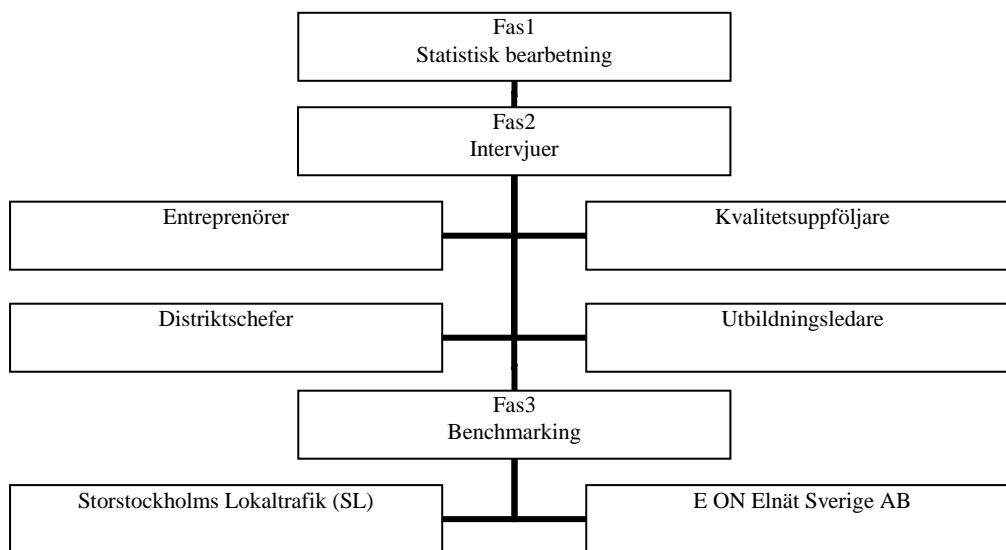 Fas1
Statistisk bearbetning
Fas2
Intervjuer
Entreprenörer
Kvalitetsuppföljare
Distriktschefer
Utbildningsledare
Fas3
Benchmarking
Storstockholms Lokaltrafik (SL)
E ON Elnät Sverige AB